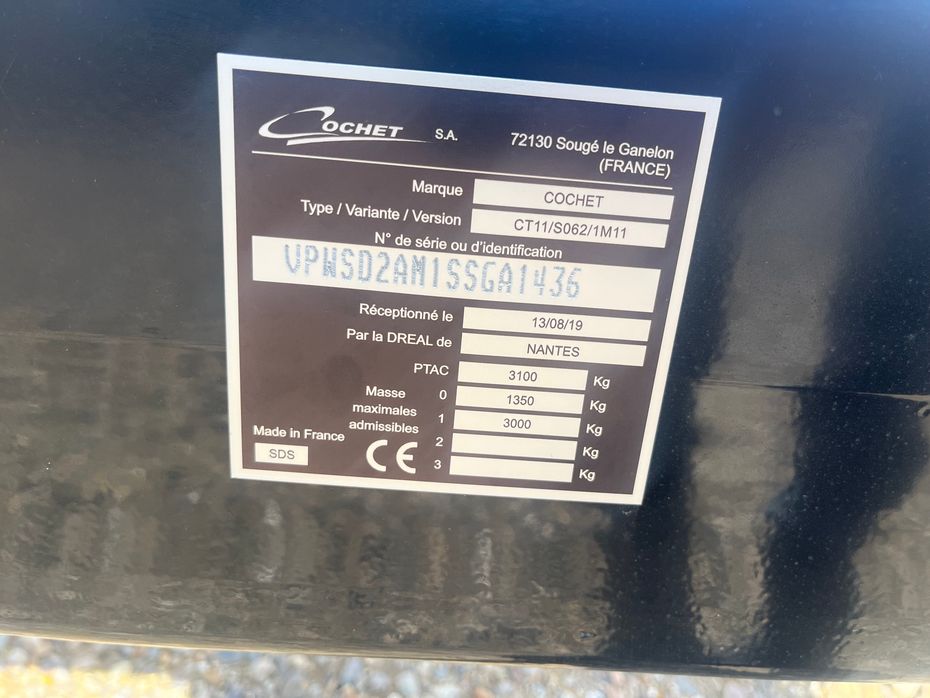 COCHET S.A. 72130 Sougé le Ganelon
(FRANCE)
Marque COCHET
Type / Variante / Version CT11/S062/1M11
N° de série ou d'identification
VPWSD2AM1SSGA1436
Réceptionné le 13/08/19
Par la DREAL de NANTES
PTAC 3100 Kg
Masse maximales admissibles
0 1350 Kg
1 3000 Kg
2 Kg
3 Kg
Made in France
SDS
CE